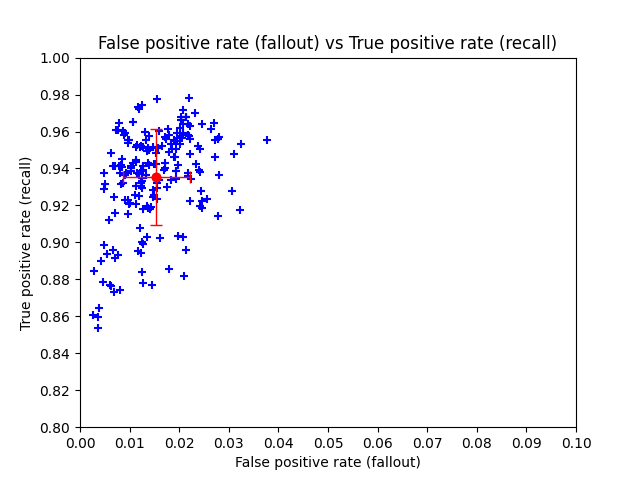 False positive rate (fallout) vs True positive rate (recall)
1.00
0.98
0.96
0.94
0.92
0.90
0.88
0.86
0.84
0.82
0.80
True positive rate (recall)
0.00 0.01 0.02 0.03 0.04 0.05 0.06 0.07 0.08 0.09 0.10
False positive rate (fallout)